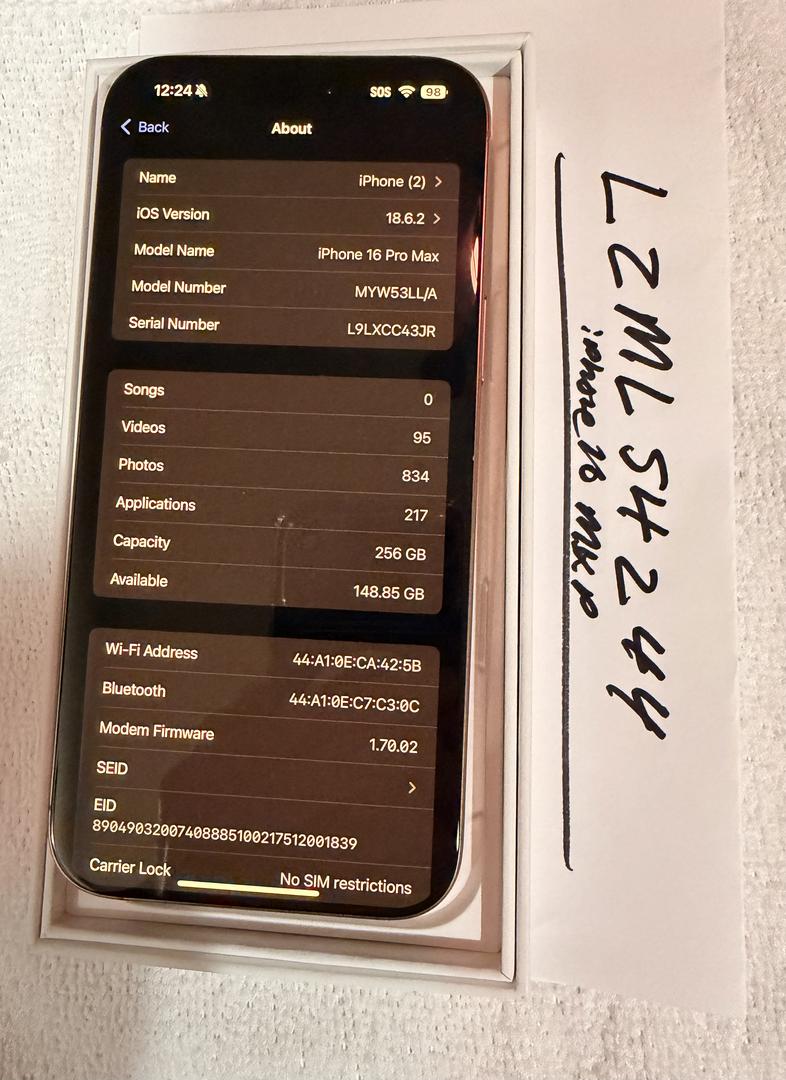 12:24 SOS 98
Back About
Name iPhone (2)
iOS Version 18.6.2
Model Name iPhone 16 Pro Max
Model Number MYW53LL/A
Serial Number L9LXCC43JR
Songs 0
Videos 95
Photos 834
Applications 217
Capacity 256 GB
Available 148.85 GB
Wi-Fi Address 44:A1:0E:CA:42:5B
Bluetooth 44:A1:0E:C7:C3:0C
Modem Firmware 1.70.02
SEID
EID
89049032007408885100217512001839
Carrier Lock No SIM restrictions
LZML54244
iphone 16 MKP